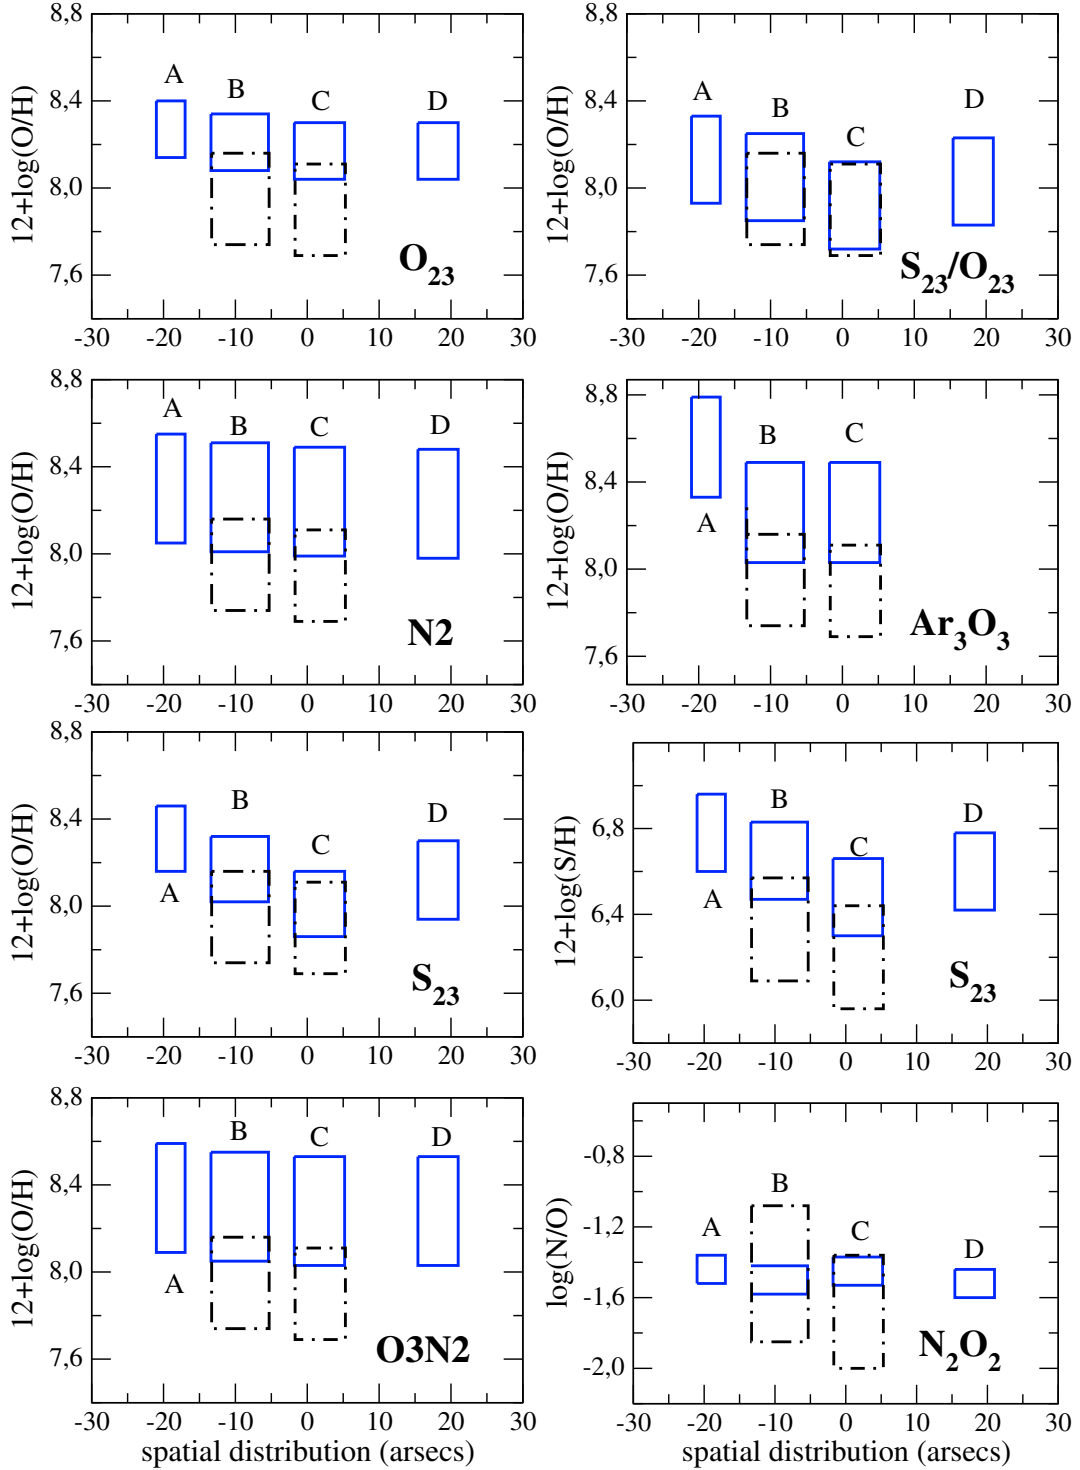 8,8
8,4
8,0
7,6
12+log(O/H)
A
B
C
D
O23
-30 -20 -10 0 10 20 30
8,8
8,4
8,0
7,6
12+log(O/H)
A
B
C
D
S23/O23
-30 -20 -10 0 10 20 30
8,8
8,4
8,0
7,6
12+log(O/H)
A
B
C
D
N2
-30 -20 -10 0 10 20 30
8,8
8,4
8,0
7,6
12+log(O/H)
A
B
C
Ar3O3
-30 -20 -10 0 10 20 30
8,8
8,4
8,0
7,6
12+log(O/H)
A
B
C
D
S23
-30 -20 -10 0 10 20 30
6,8
6,4
6,0
12+log(S/H)
A
B
C
D
S23
-30 -20 -10 0 10 20 30
8,8
8,4
8,0
7,6
12+log(O/H)
A
B
C
D
O3N2
-30 -20 -10 0 10 20 30
spatial distribution (arsecs)
-0,8
-1,2
-1,6
-2,0
log(N/O)
A
B
C
D
N2O2
-30 -20 -10 0 10 20 30
spatial distribution (arsecs)